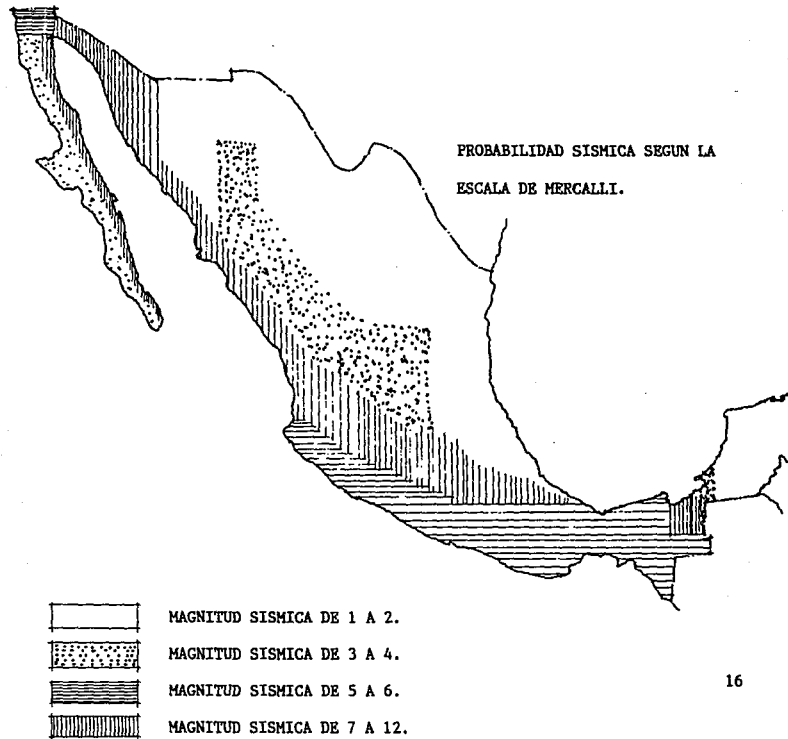 PROBABILIDAD SISMICA SEGUN LA
ESCALA DE MERCALLI.
MAGNITUD SISMICA DE 1 A 2.
MAGNITUD SISMICA DE 3 A 4.
MAGNITUD SISMICA DE 5 A 6.
MAGNITUD SISMICA DE 7 A 12.
16